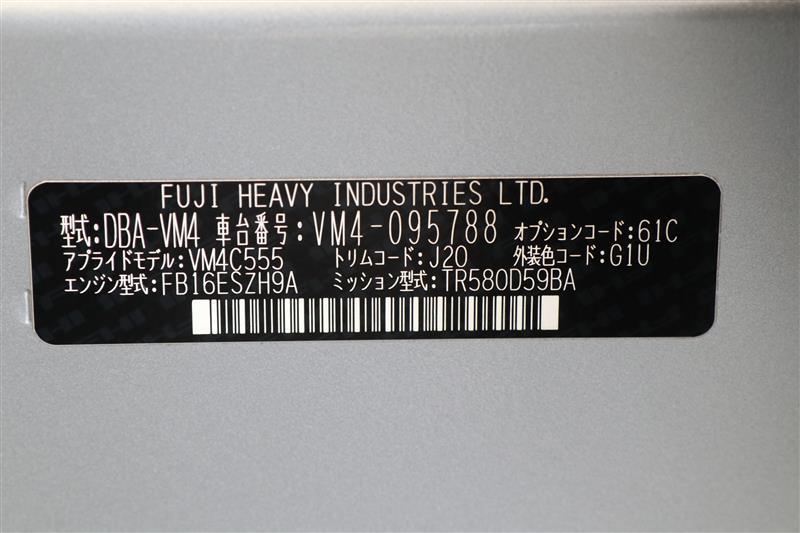 FUJI HEAVY INDUSTRIES LTD.
型式:DBA-VM4 車台番号:VM4-095788 オプションコード:61C
アプライドモデル:VM4C555 トリムコード:J20 外装色コード:G1U
エンジン型式:FB16ESZH9A ミッション型式:TR580D59BA